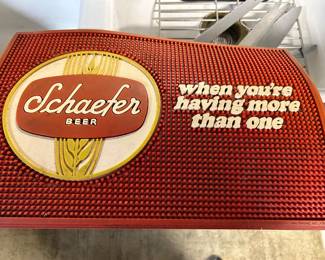 Schaefer
BEER
when you're
having more
than one